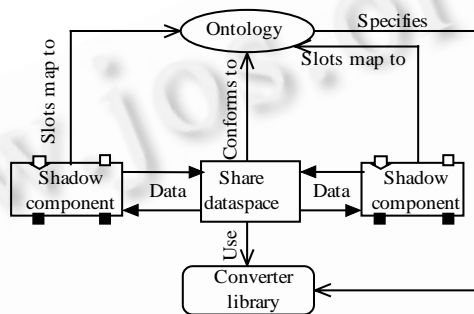 Ontology
Specifies
Slots map to
Slots map to
Conforms to
Shadow
component
Data
Share
dataspace
Data
Shadow
component
Use
Converter
library